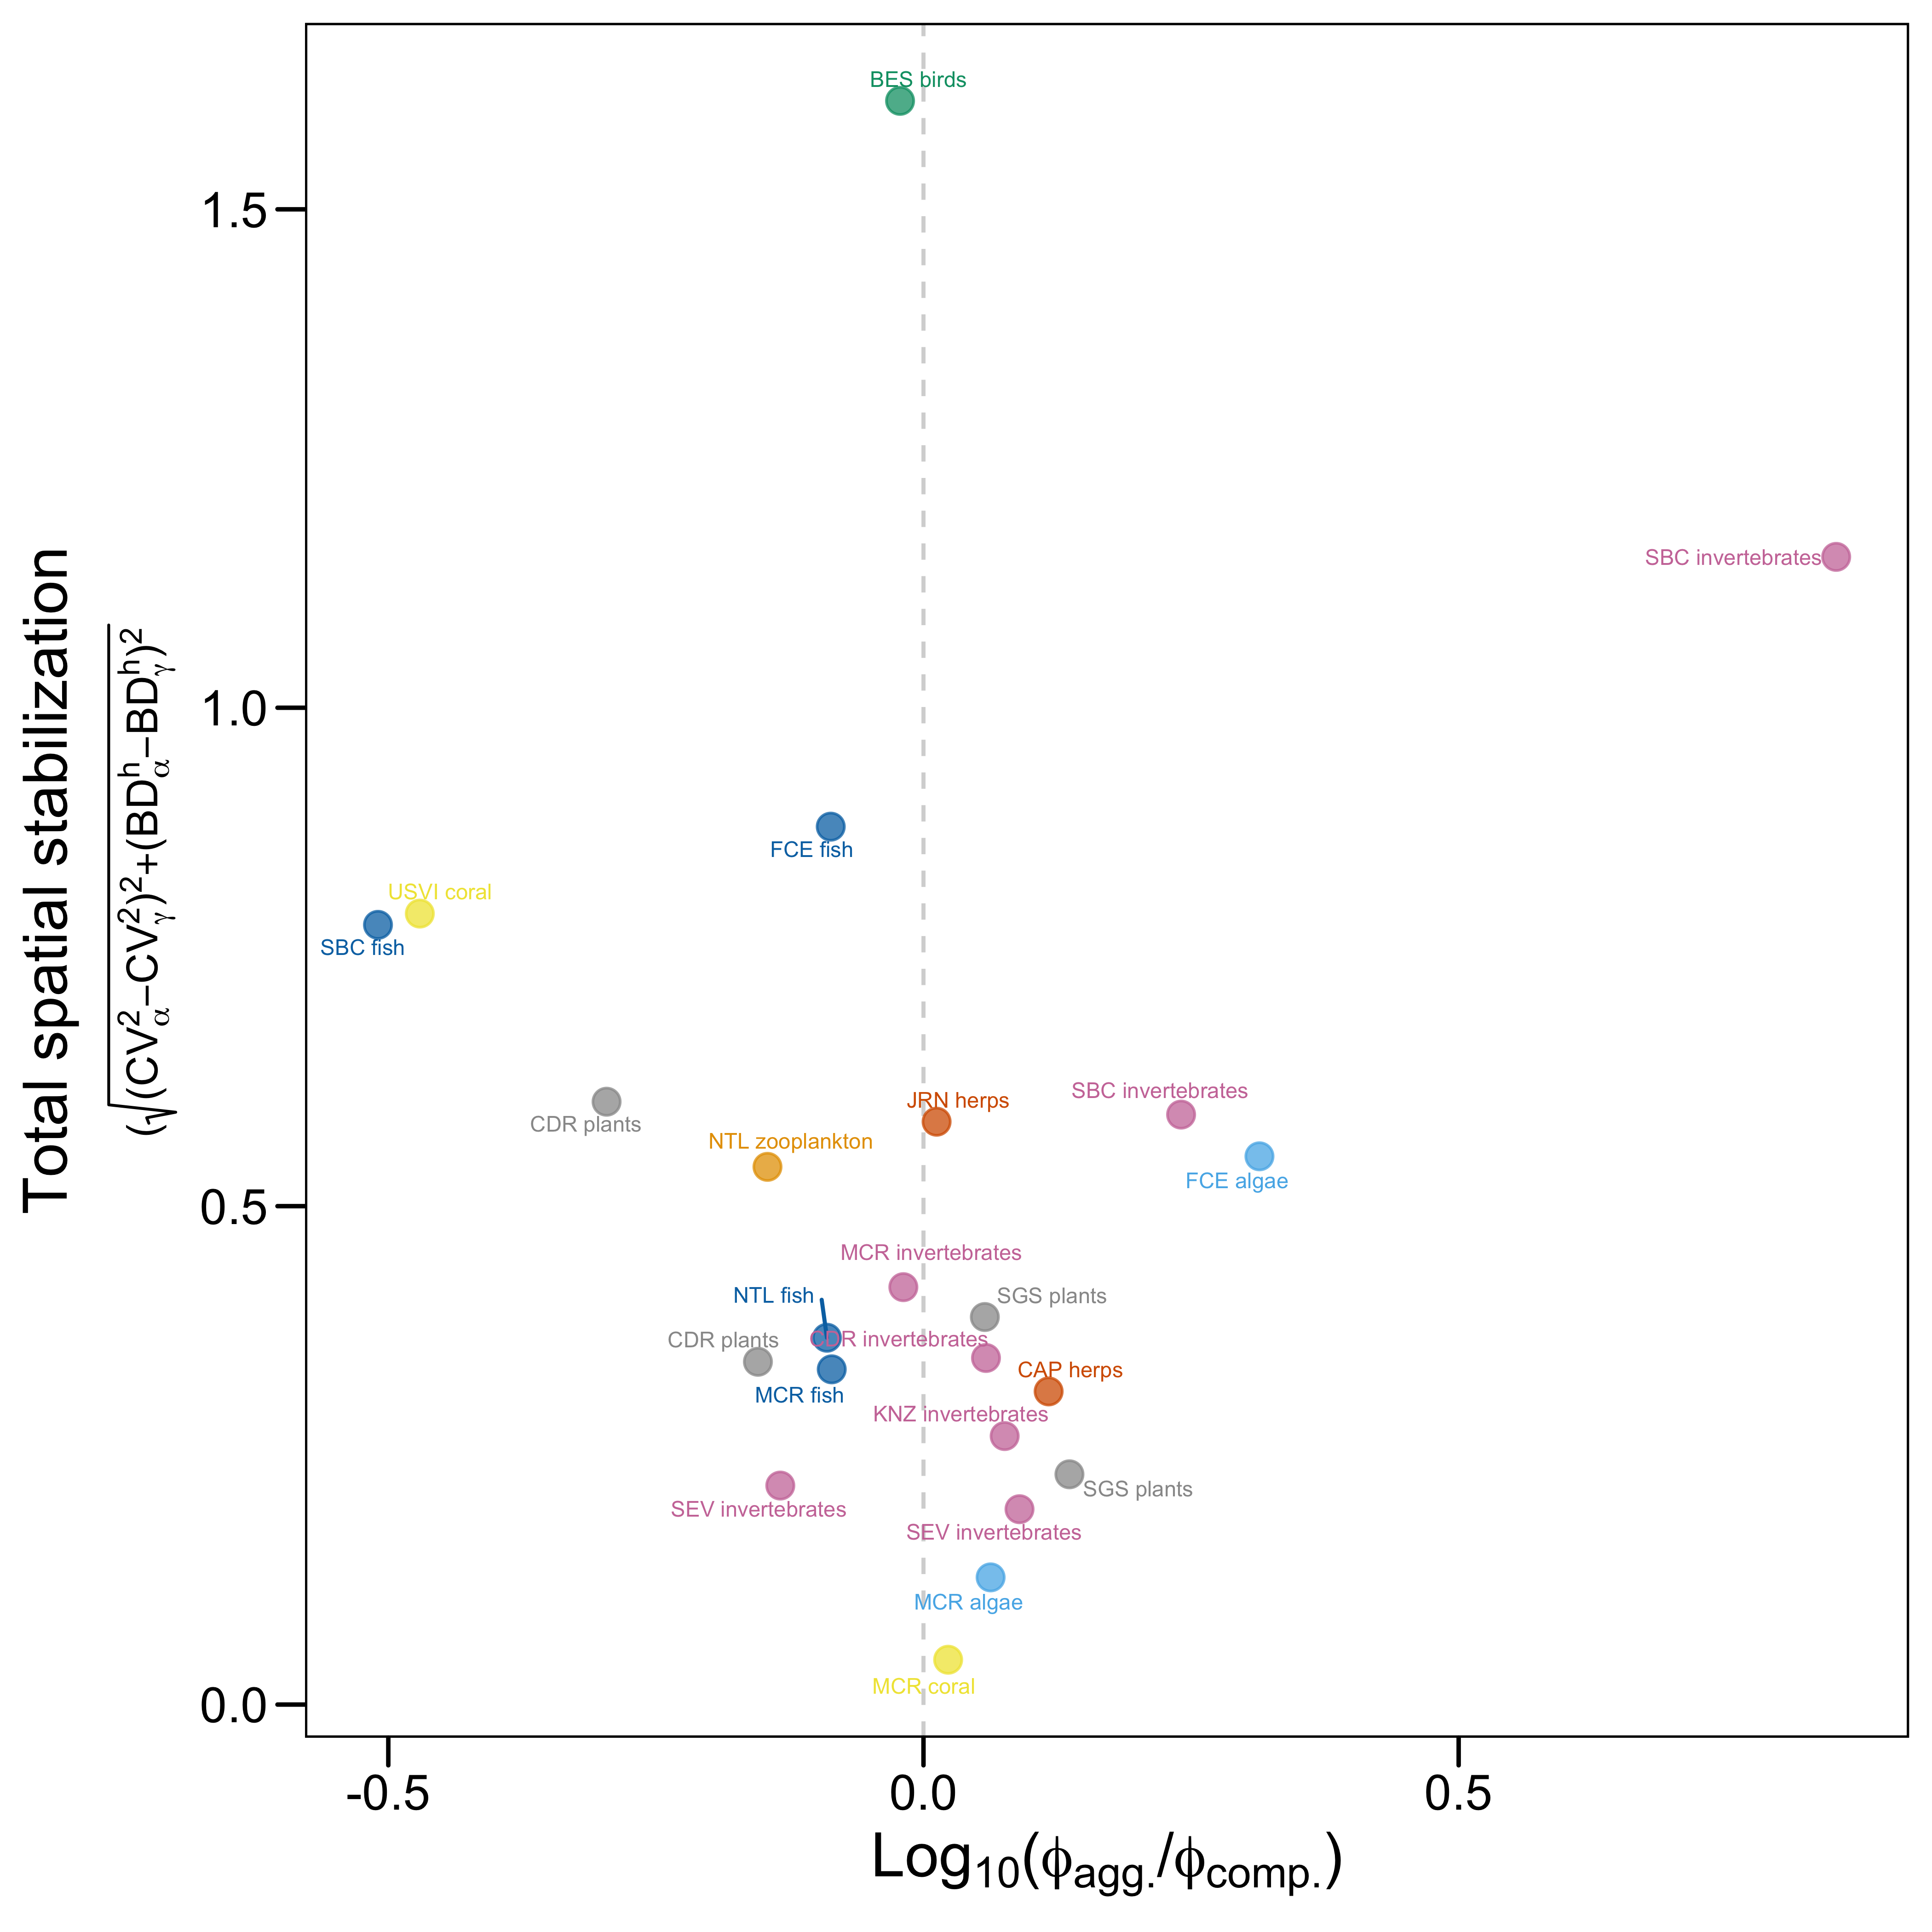 BES birds
1.5
SBC invertebrates
1.0
FCE fish
USVI coral
SBC fish
SBC invertebrates
JRN herps
CDR plants
NTL zooplankton
FCE algae
0.5
MCR invertebrates
NTL fish
SGS plants
CDR invertebrates
CDR plants
CAP herps
MCR fish
KNZ invertebrates
SGS plants
SEV invertebrates
SEV invertebrates
MCR algae
MCR coral
0.0
-0.5 0.0 0.5
Log₁₀(ϕagg./ϕcomp.)
Total spatial stabilization
(√((CV²α−CV²γ)²+(BDʰα−BDʰγ)²